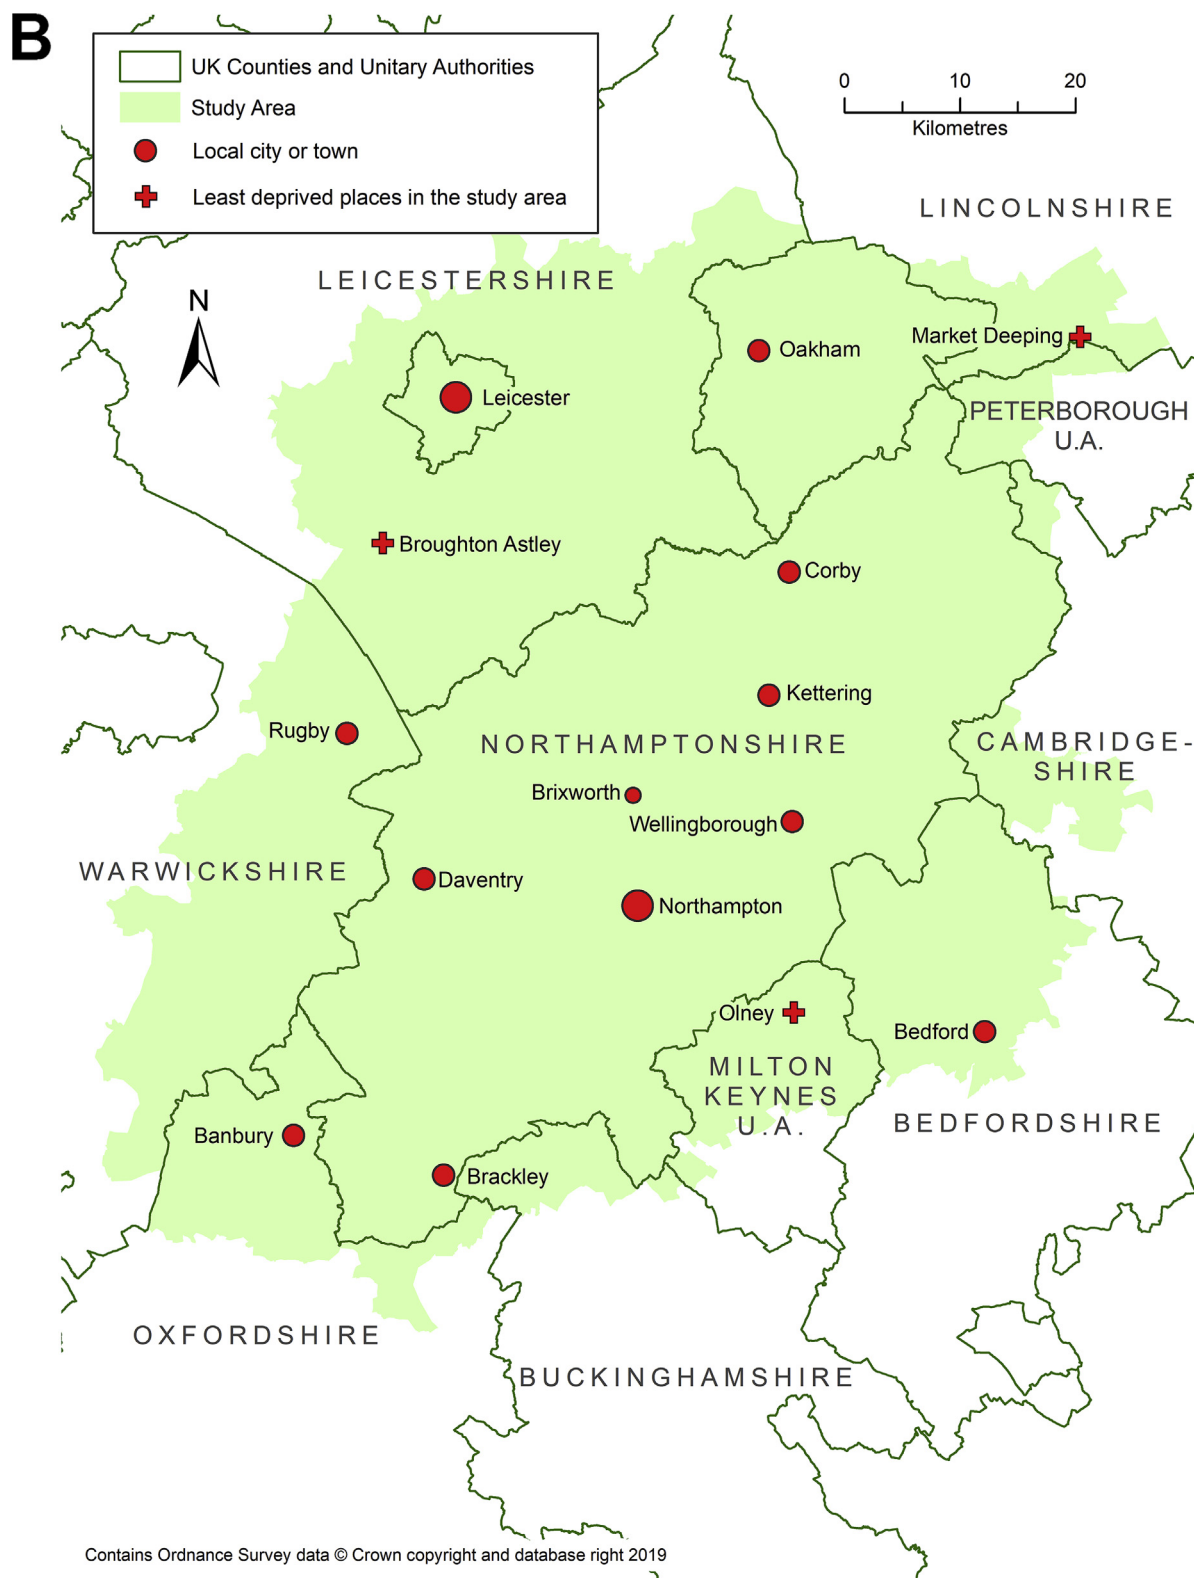 B
UK Counties and Unitary Authorities
Study Area
Local city or town
Least deprived places in the study area
0 10 20
Kilometres
LINCOLNSHIRE
LEICESTERSHIRE
N
Market Deeping
Oakham
Leicester
PETERBOROUGH
U.A.
Broughton Astley
Corby
Kettering
Rugby
NORTHAMPTONSHIRE
CAMBRIDGE-
SHIRE
Brixworth
Wellingborough
WARWICKSHIRE
Daventry
Northampton
Olney
Bedford
MILTON
KEYNES
U.A.
BEDFORDSHIRE
Banbury
Brackley
OXFORDSHIRE
BUCKINGHAMSHIRE
Contains Ordnance Survey data © Crown copyright and database right 2019